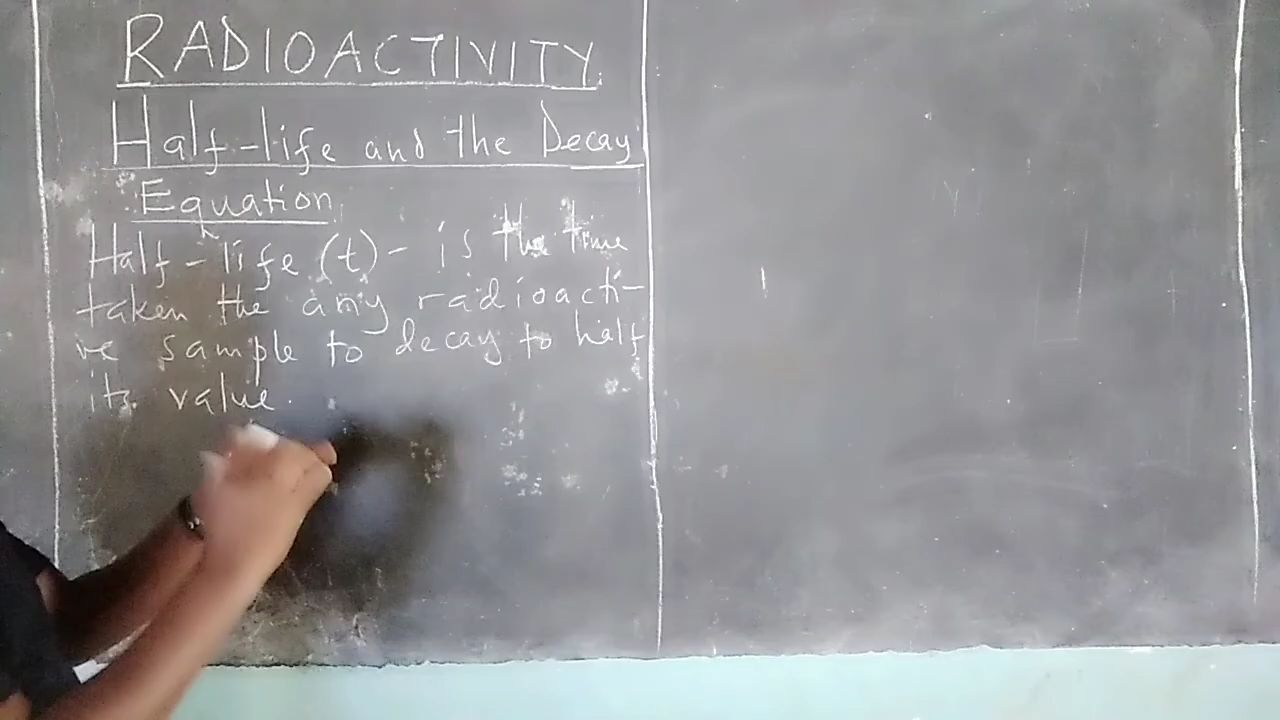 RADIOACTIVITY
Half-life and the Decay
Equation
Half-life (t)- is the time
taken the any radioacti-
ve sample to decay to half
its value.